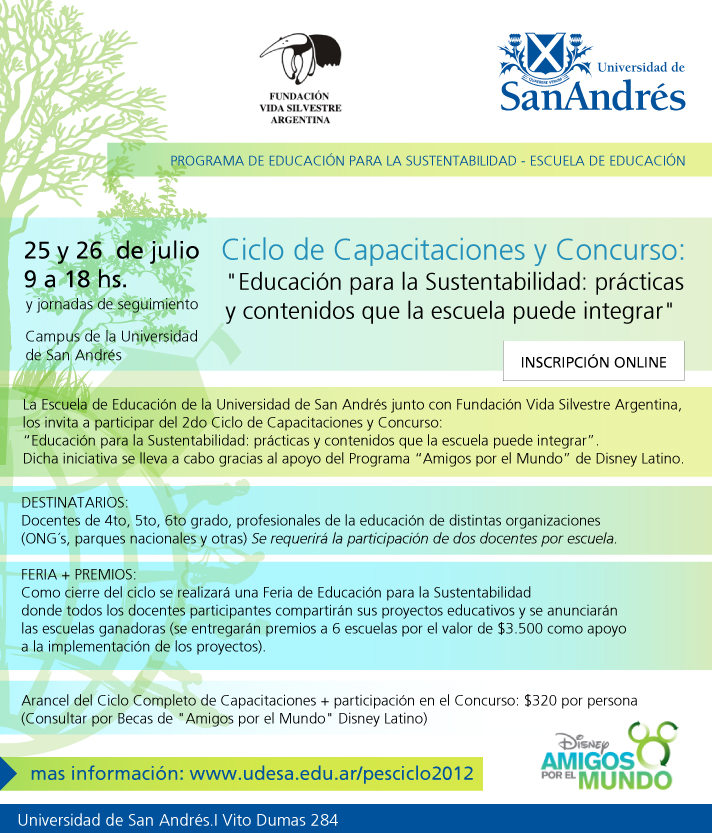 FUNDACIÓN
VIDA SILVESTRE
ARGENTINA
Universidad de
SanAndrés
PROGRAMA DE EDUCACIÓN PARA LA SUSTENTABILIDAD - ESCUELA DE EDUCACIÓN
25 y 26 de julio
9 a 18 hs.
y jornadas de seguimiento
Campus de la Universidad
de San Andrés
Ciclo de Capacitaciones y Concurso:
"Educación para la Sustentabilidad: prácticas
y contenidos que la escuela puede integrar"
INSCRIPCIÓN ONLINE
La Escuela de Educación de la Universidad de San Andrés junto con Fundación Vida Silvestre Argentina,
los invita a participar del 2do Ciclo de Capacitaciones y Concurso:
“Educación para la Sustentabilidad: prácticas y contenidos que la escuela puede integrar”.
Dicha iniciativa se lleva a cabo gracias al apoyo del Programa “Amigos por el Mundo” de Disney Latino.
DESTINATARIOS:
Docentes de 4to, 5to, 6to grado, profesionales de la educación de distintas organizaciones
(ONG´s, parques nacionales y otras) Se requerirá la participación de dos docentes por escuela.
FERIA + PREMIOS:
Como cierre del ciclo se realizará una Feria de Educación para la Sustentabilidad
donde todos los docentes participantes compartirán sus proyectos educativos y se anunciarán
las escuelas ganadoras (se entregarán premios a 6 escuelas por el valor de $3.500 como apoyo
a la implementación de los proyectos).
Arancel del Ciclo Completo de Capacitaciones + participación en el Concurso: $320 por persona
(Consultar por Becas de "Amigos por el Mundo" Disney Latino)
Disney
AMIGOS
POR EL MUNDO
mas información: www.udesa.edu.ar/pesciclo2012
Universidad de San Andrés.I Vito Dumas 284